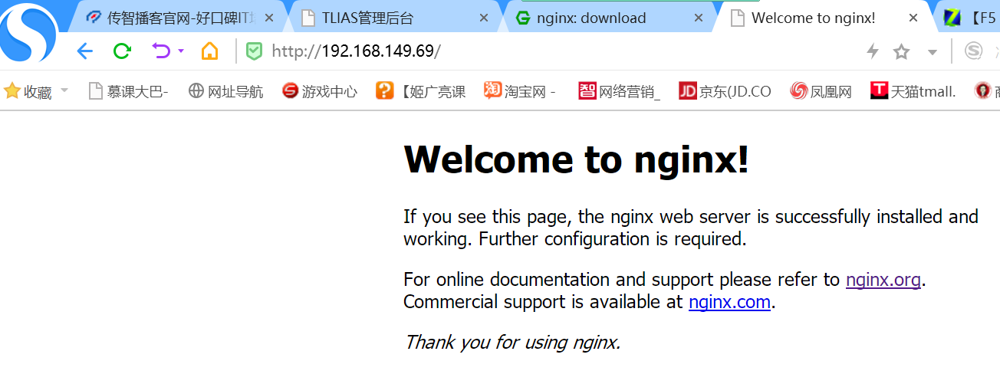 传智播客官网-好口碑IT
TLIAS管理后台
nginx: download
Welcome to nginx!
【F5
http://192.168.149.69/
收藏
慕课大巴-
网址导航
游戏中心
【姬广亮课
淘宝网 -
网络营销_
京东(JD.CO
凤凰网
天猫tmall.
Welcome to nginx!
If you see this page, the nginx web server is successfully installed and
working. Further configuration is required.
For online documentation and support please refer to nginx.org.
Commercial support is available at nginx.com.
Thank you for using nginx.